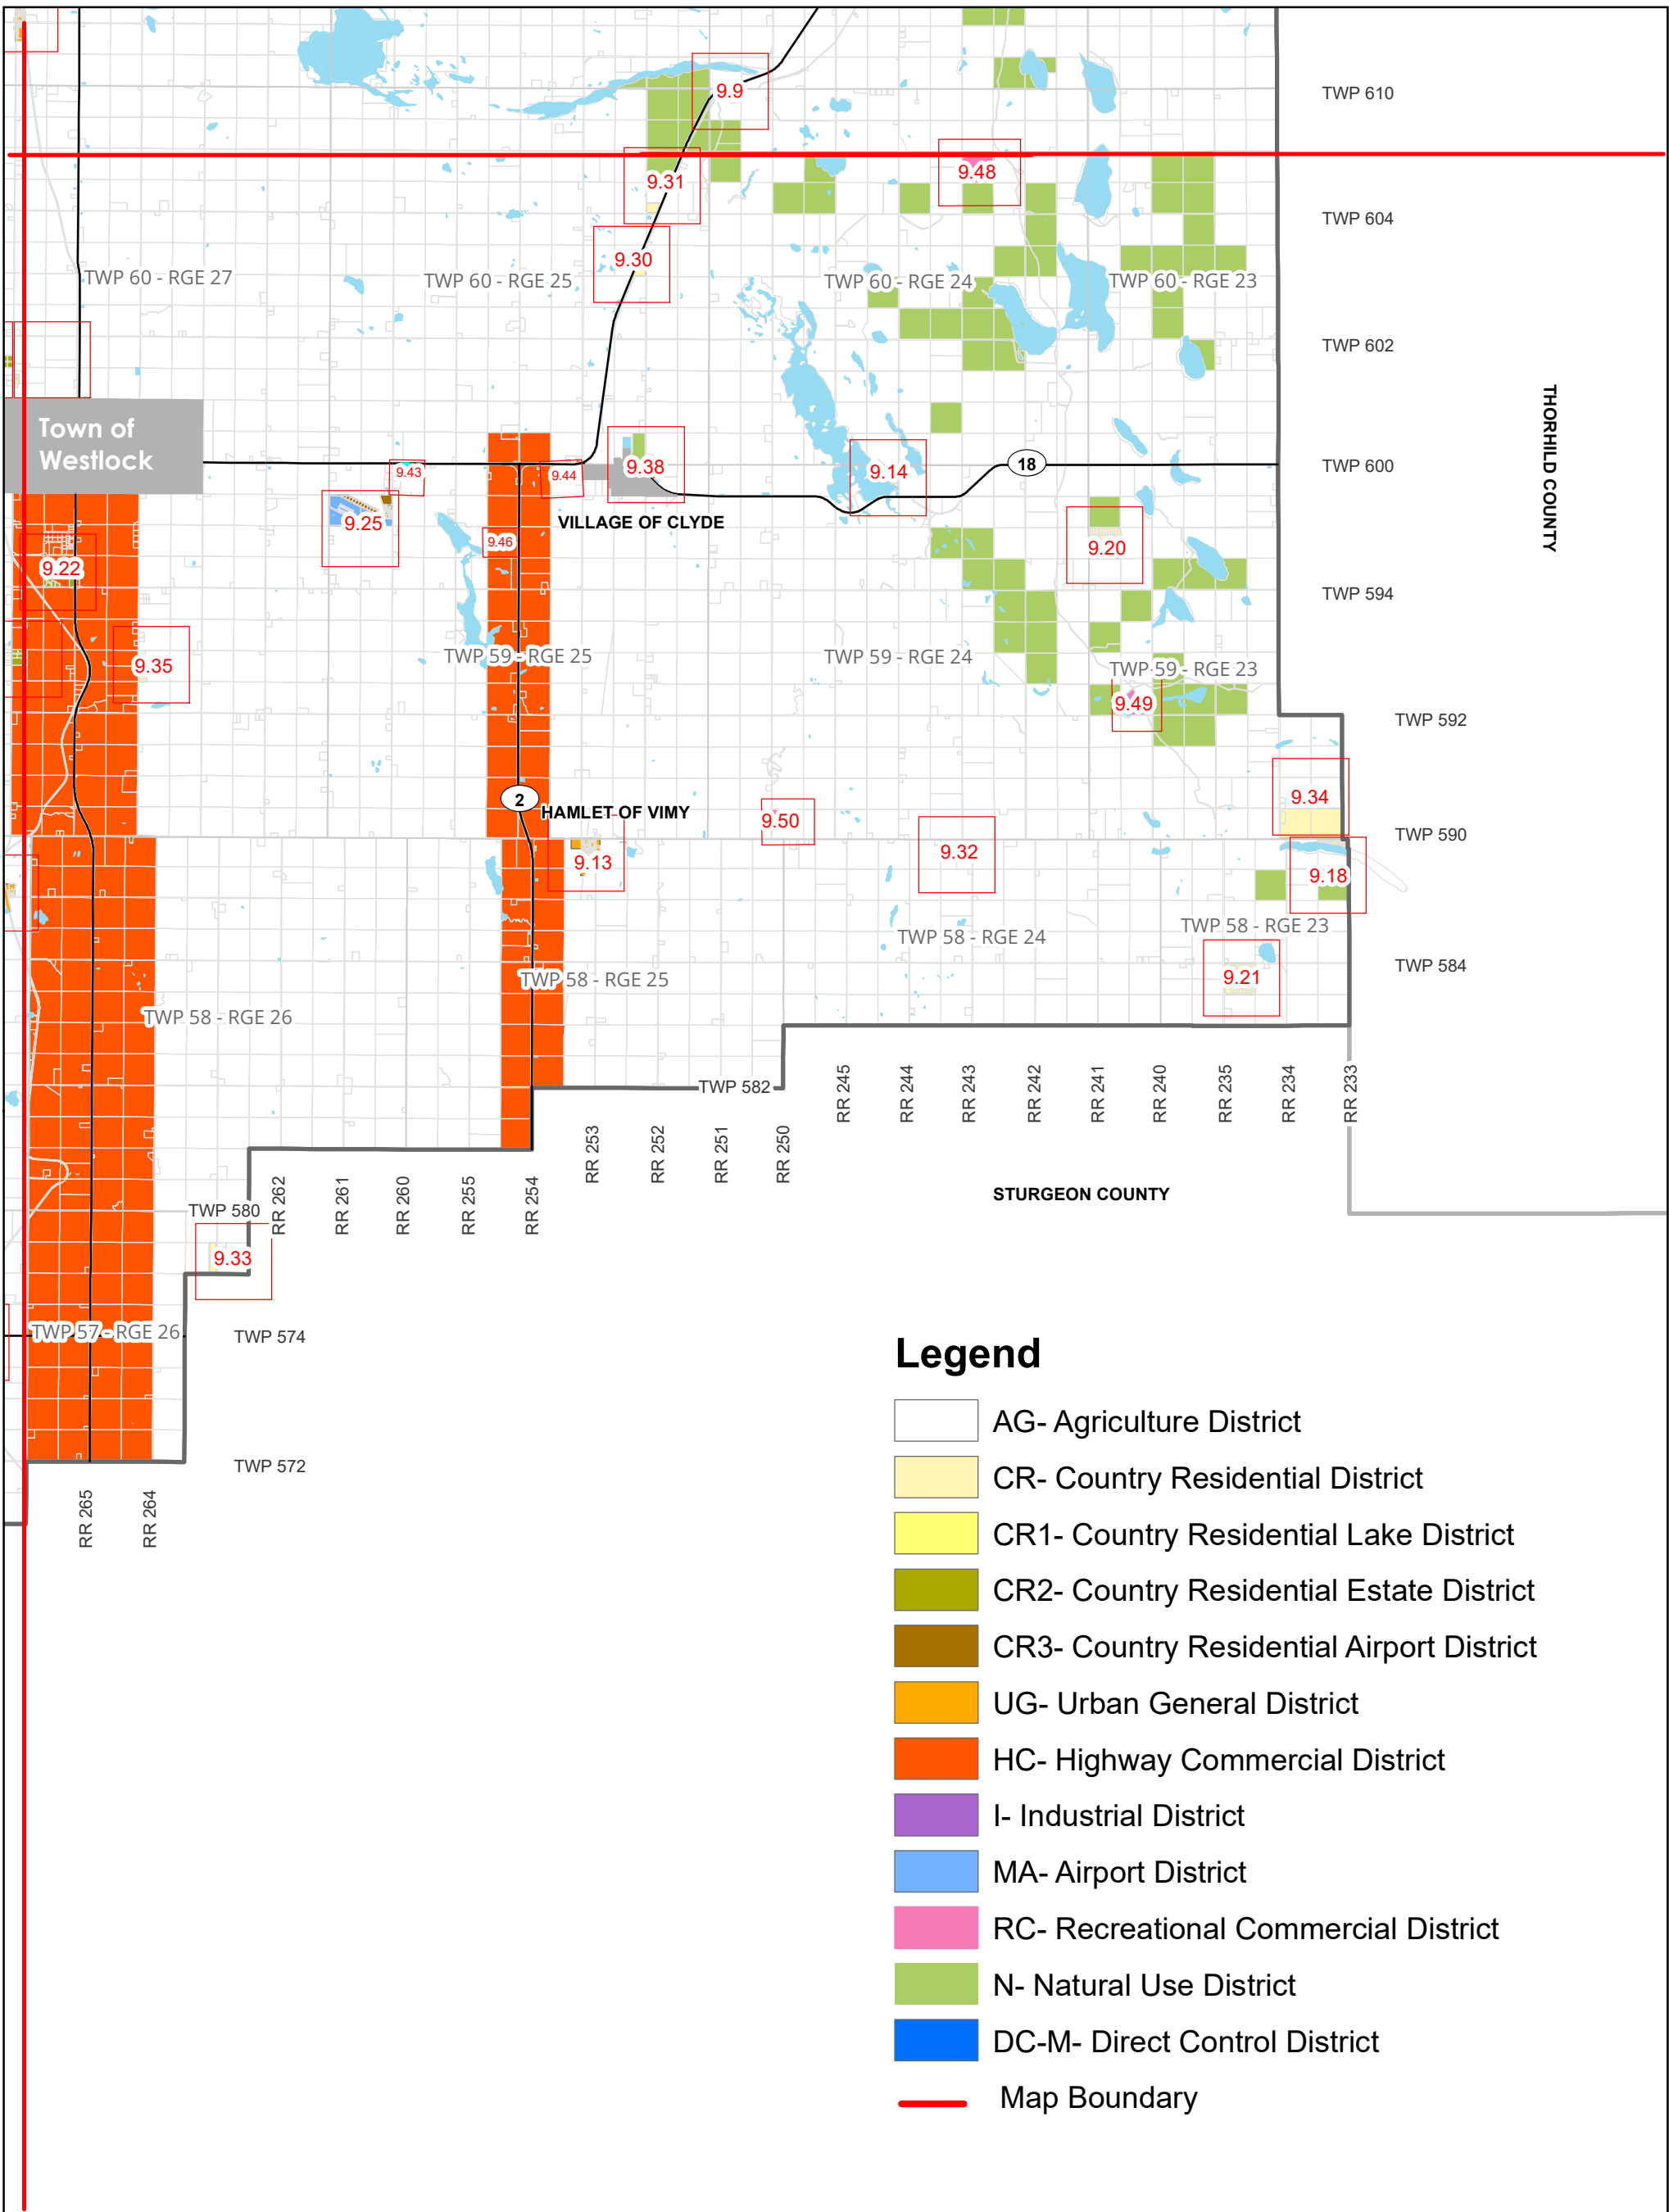 9.9
TWP 610
9.31
9.48
TWP 604
9.30
TWP 60 - RGE 27
TWP 60 - RGE 25
TWP 60 - RGE 24
TWP 60 - RGE 23
TWP 602
THORHILD COUNTY
Town of
Westlock
9.43
9.44
9.38
9.14
18
TWP 600
9.25
VILLAGE OF CLYDE
9.46
9.20
9.22
TWP 594
9.35
TWP 59 - RGE 25
TWP 59 - RGE 24
TWP 59 - RGE 23
9.49
TWP 592
2
HAMLET OF VIMY
9.34
9.50
TWP 590
9.13
9.32
9.18
TWP 58 - RGE 23
TWP 58 - RGE 24
TWP 584
TWP 58 - RGE 25
9.21
TWP 58 - RGE 26
TWP 582
RR 245
RR 244
RR 243
RR 242
RR 241
RR 240
RR 235
RR 234
RR 233
RR 253
RR 252
RR 251
RR 250
STURGEON COUNTY
RR 262
RR 261
RR 260
RR 255
RR 254
TWP 580
9.33
TWP 57 - RGE 26
TWP 574
TWP 572
RR 265
RR 264
Legend
AG- Agriculture District
CR- Country Residential District
CR1- Country Residential Lake District
CR2- Country Residential Estate District
CR3- Country Residential Airport District
UG- Urban General District
HC- Highway Commercial District
I- Industrial District
MA- Airport District
RC- Recreational Commercial District
N- Natural Use District
DC-M- Direct Control District
Map Boundary